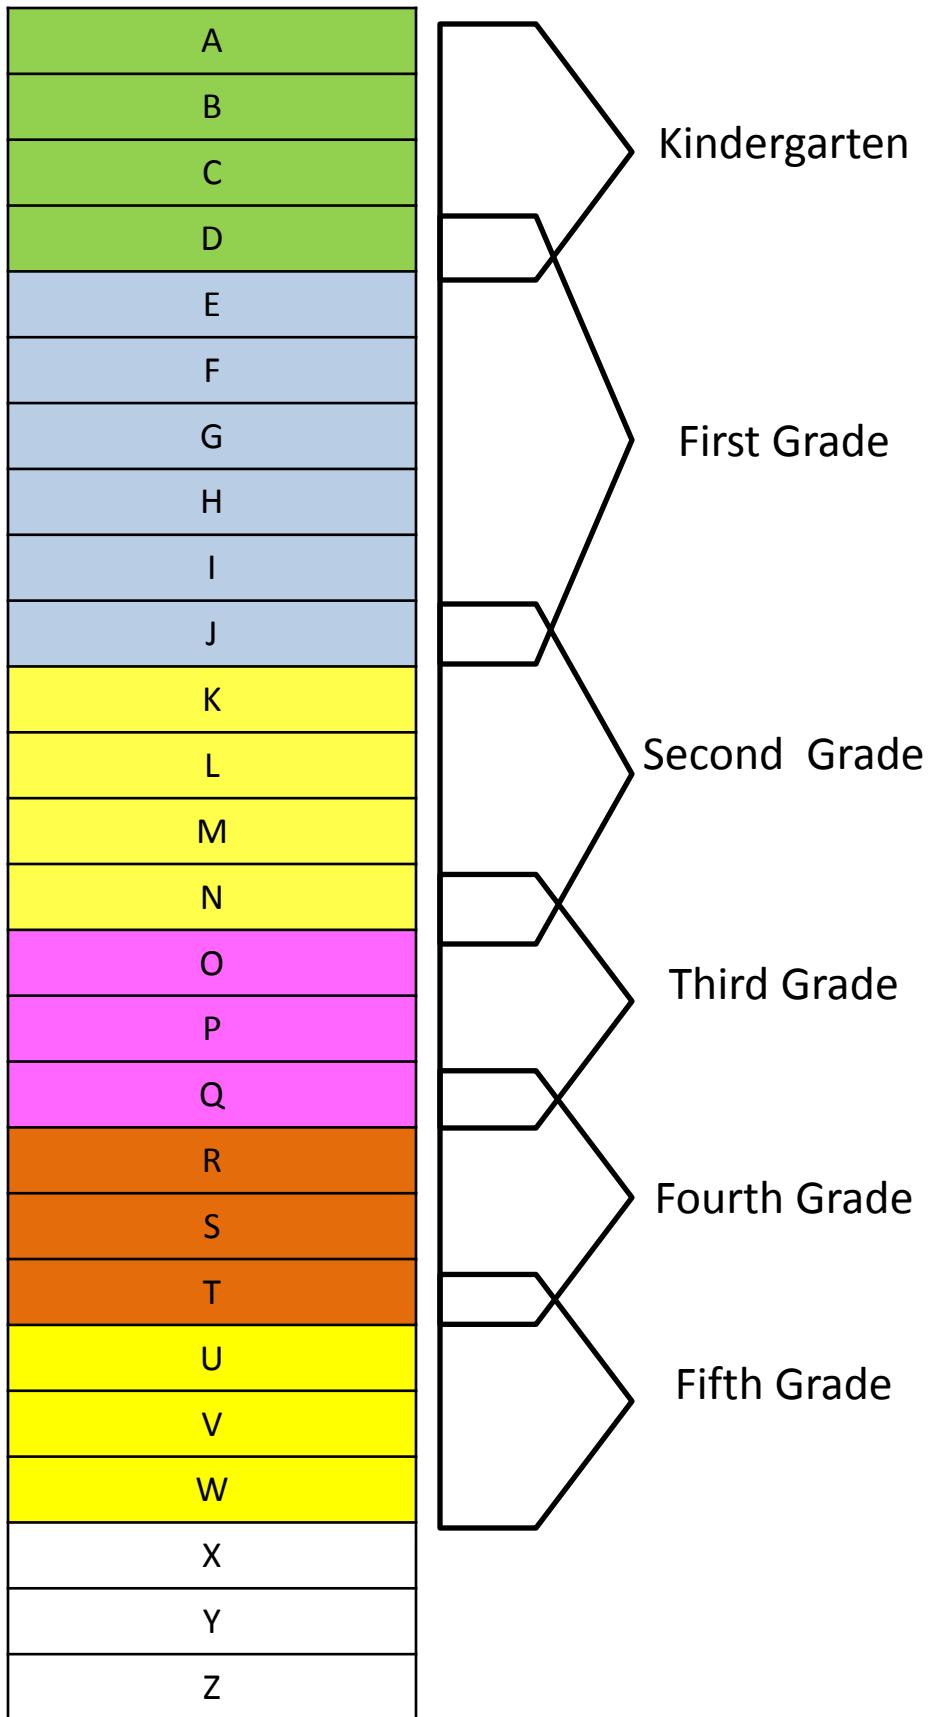 A
B
C
D
E
F
G
H
I
J
K
L
M
N
O
P
Q
R
S
T
U
V
W
X
Y
Z
Kindergarten
First Grade
Second  Grade
Third Grade
Fourth Grade
Fifth Grade